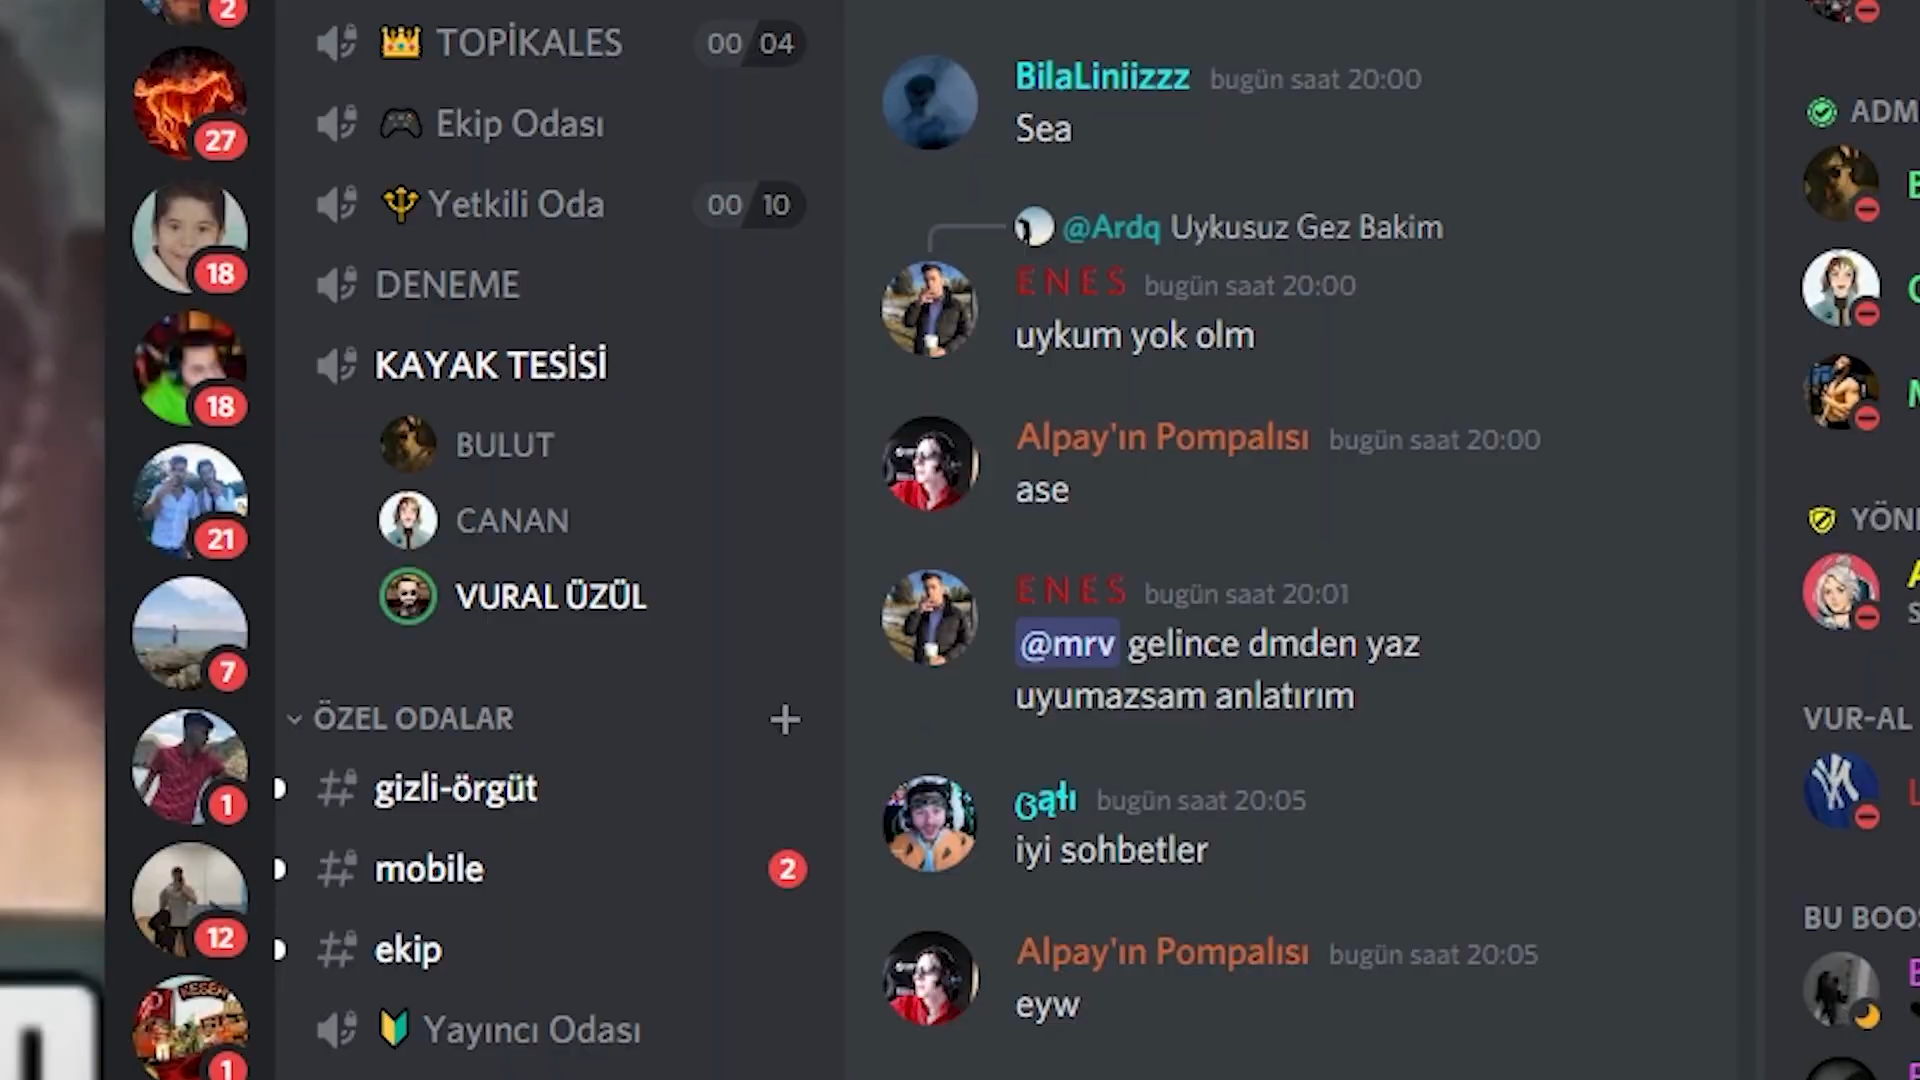 2
27
18
18
21
7
1
12
1
TOPİKALES 00 04
Ekip Odası
Yetkili Oda 00 10
DENEME
KAYAK TESİSİ
BULUT
CANAN
VURAL ÜZÜL
ÖZEL ODALAR
gizli-örgüt
mobile 2
ekip
Yayıncı Odası
BilaLiniizzz bugün saat 20:00
Sea
@Ardq Uykusuz Gez Bakim
E N E S bugün saat 20:00
uykum yok olm
Alpay'ın Pompalısı bugün saat 20:00
ase
E N E S bugün saat 20:01
@mrv gelince dmden yaz
uyumazsam anlatırım
bugün saat 20:05
iyi sohbetler
Alpay'ın Pompalısı bugün saat 20:05
eyw
ADM
YÖN
VUR-AL
BU BOOS